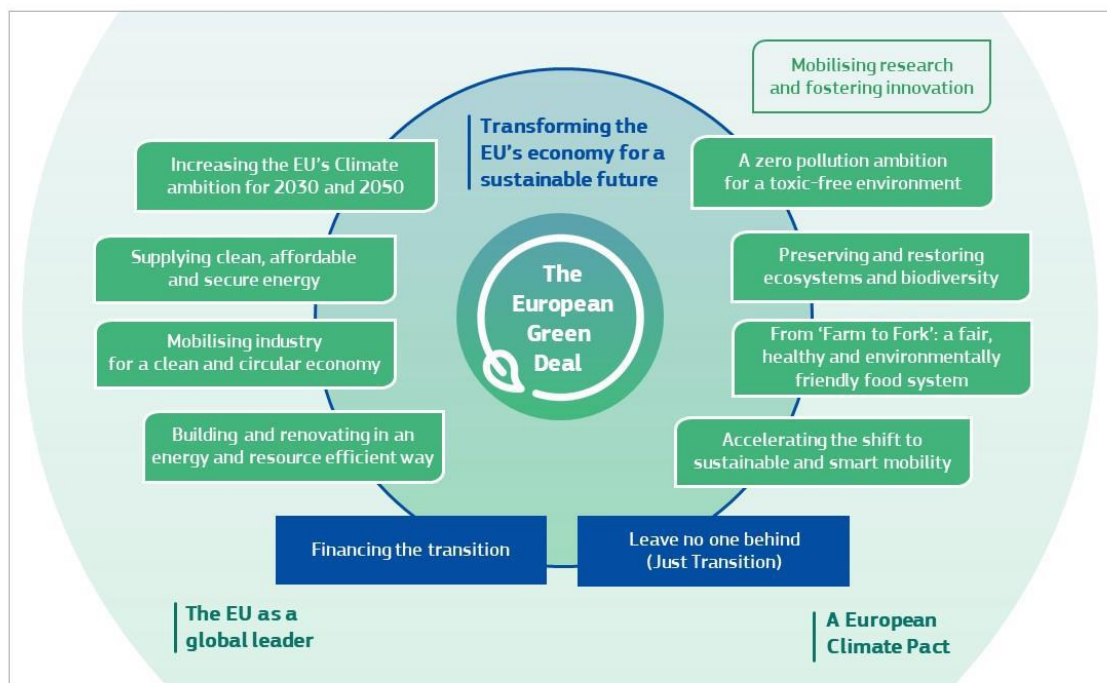 Mobilising research
and fostering innovation
Transforming the
EU's economy for a
sustainable future
Increasing the EU's Climate
ambition for 2030 and 2050
A zero pollution ambition
for a toxic-free environment
Supplying clean, affordable
and secure energy
The
European
Green
Deal
Preserving and restoring
ecosystems and biodiversity
Mobilising industry
for a clean and circular economy
From ‘Farm to Fork’: a fair,
healthy and environmentally
friendly food system
Building and renovating in an
energy and resource efficient way
Accelerating the shift to
sustainable and smart mobility
Financing the transition
Leave no one behind
(Just Transition)
The EU as a
global leader
A European
Climate Pact